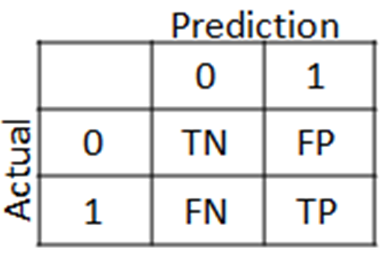 Prediction
0 1
Actual
0 TN FP
1 FN TP